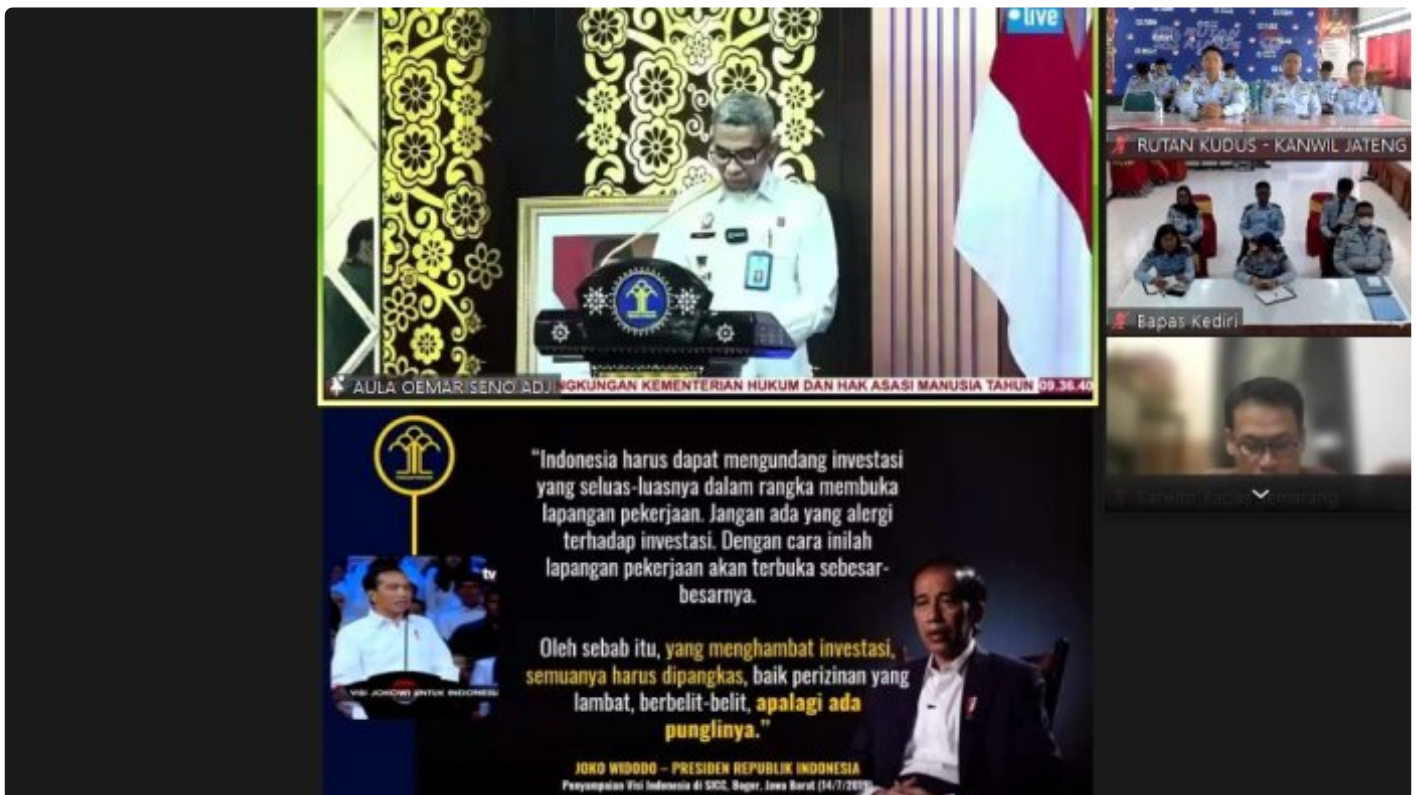 live
AULA OEMAR SENO ADJI
NGKUNGAN KEMENTERIAN HUKUM DAN HAK ASASI MANUSIA TAHUN
09.36.40
RUTAN KUDUS - KANWIL JATENG
Bapas Kediri
“Indonesia harus dapat mengundang investasi
yang seluas-luasnya dalam rangka membuka
lapangan pekerjaan. Jangan ada yang alergi
terhadap investasi. Dengan cara inilah
lapangan pekerjaan akan terbuka sebesar-
besarnya.
Oleh sebab itu, yang menghambat investasi,
semuanya harus dipangkas, baik perizinan yang
lambat, berbelit-belit, apalagi ada
punglinya.”
JOKO WIDODO – PRESIDEN REPUBLIK INDONESIA
Penyampaian Visi Indonesia di SICC, Bogor, Jawa Barat (14/7/2019)
tv
VISI JOKOWI UNTUK INDONESIA